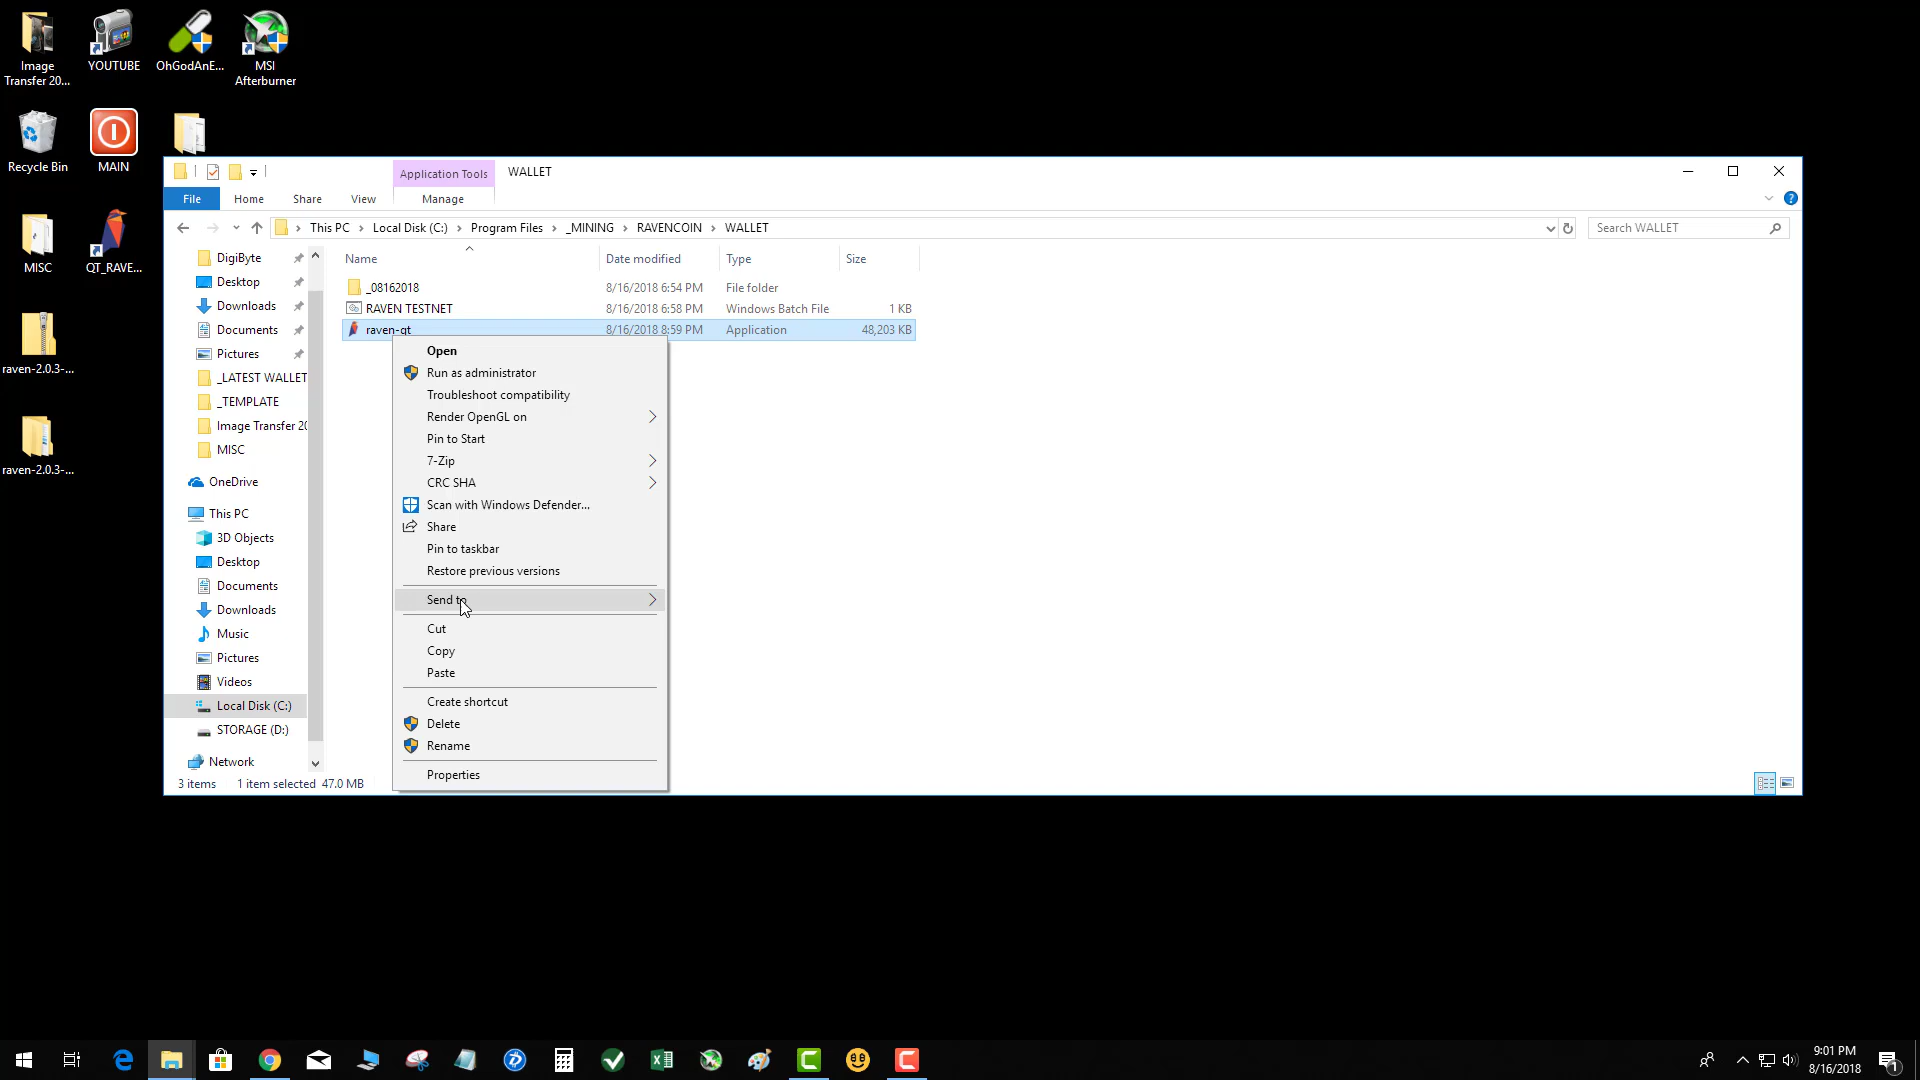 Image
Transfer 20...
YOUTUBE
OhGodAnE...
MSI
Afterburner
Recycle Bin
MAIN
MISC
QT_RAVE...
raven-2.0.3-...
raven-2.0.3-...
Application Tools
WALLET
File
Home
Share
View
Manage
This PC
Local Disk (C:)
Program Files
_MINING
RAVENCOIN
WALLET
Search WALLET
DigiByte
Desktop
Downloads
Documents
Pictures
_LATEST WALLET
_TEMPLATE
Image Transfer 20
MISC
OneDrive
This PC
3D Objects
Desktop
Documents
Downloads
Music
Pictures
Videos
Local Disk (C:)
STORAGE (D:)
Network
Name Date modified Type Size
_08162018 8/16/2018 6:54 PM File folder
RAVEN TESTNET 8/16/2018 6:58 PM Windows Batch File 1 KB
raven-qt 8/16/2018 8:59 PM Application 48,203 KB
Open
Run as administrator
Troubleshoot compatibility
Render OpenGL on
Pin to Start
7-Zip
CRC SHA
Scan with Windows Defender...
Share
Pin to taskbar
Restore previous versions
Send to
Cut
Copy
Paste
Create shortcut
Delete
Rename
Properties
3 items 1 item selected 47.0 MB
9:01 PM
8/16/2018
1